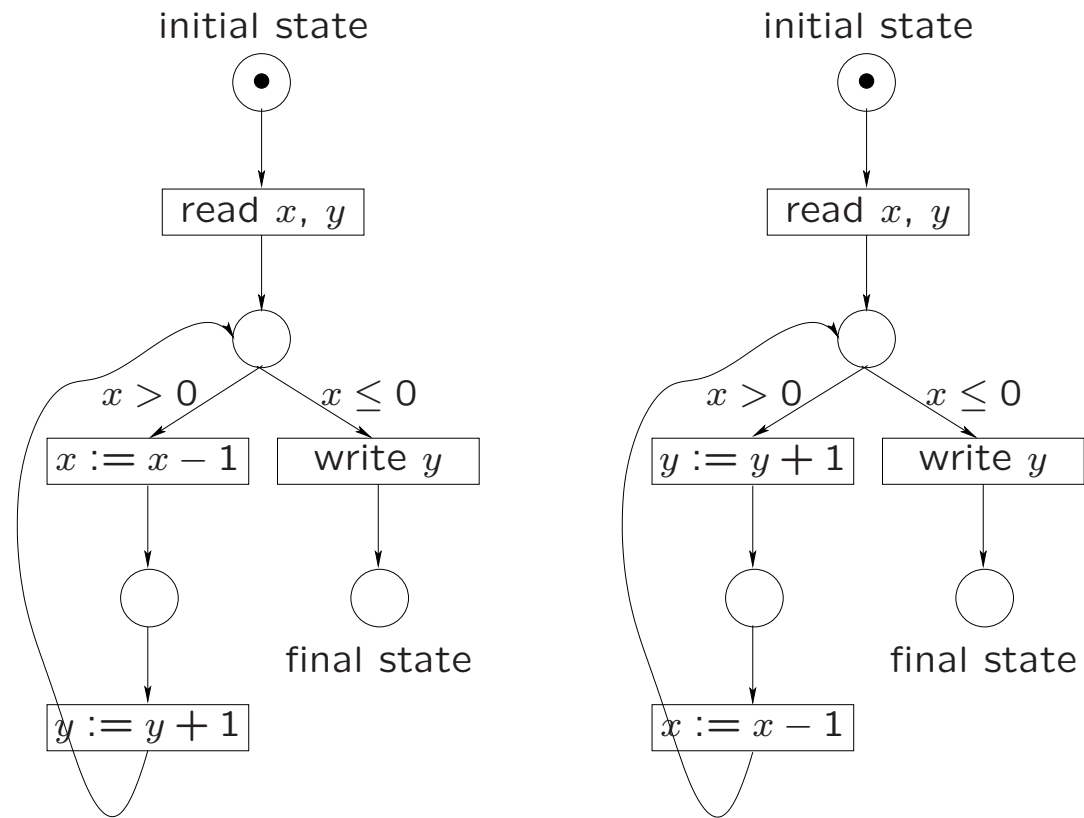 initial state
read x, y
x > 0
x ≤ 0
x := x − 1
write y
final state
y := y + 1
initial state
read x, y
x > 0
x ≤ 0
y := y + 1
write y
final state
x := x − 1